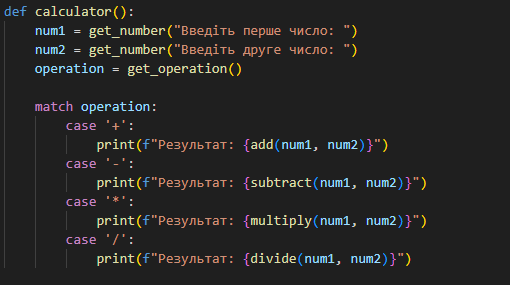 def calculator():
    num1 = get_number("Введіть перше число: ")
    num2 = get_number("Введіть друге число: ")
    operation = get_operation()

    match operation:
        case '+':
            print(f"Результат: {add(num1, num2)}")
        case '-':
            print(f"Результат: {subtract(num1, num2)}")
        case '*':
            print(f"Результат: {multiply(num1, num2)}")
        case '/':
            print(f"Результат: {divide(num1, num2)}")